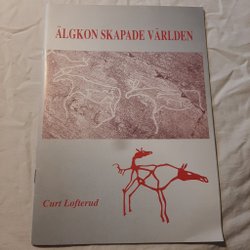 ÄLGKON SKAPADE VÄRLDEN
Curt Lofterud